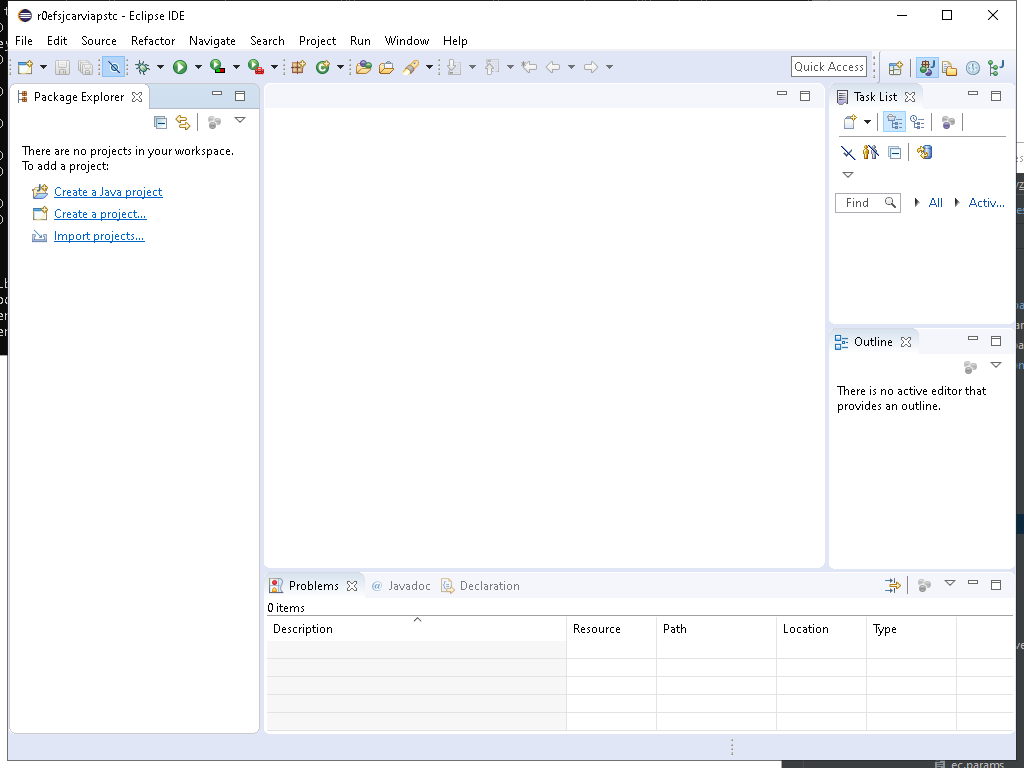 r0efsjcarviapstc - Eclipse IDE
File Edit Source Refactor Navigate Search Project Run Window Help
Quick Access
Package Explorer
There are no projects in your workspace.
To add a project:
Create a Java project
Create a project...
Import projects...
Task List
Find All Activ...
Outline
There is no active editor that
provides an outline.
Problems @ Javadoc Declaration
0 items
Description Resource Path Location Type
ec.params